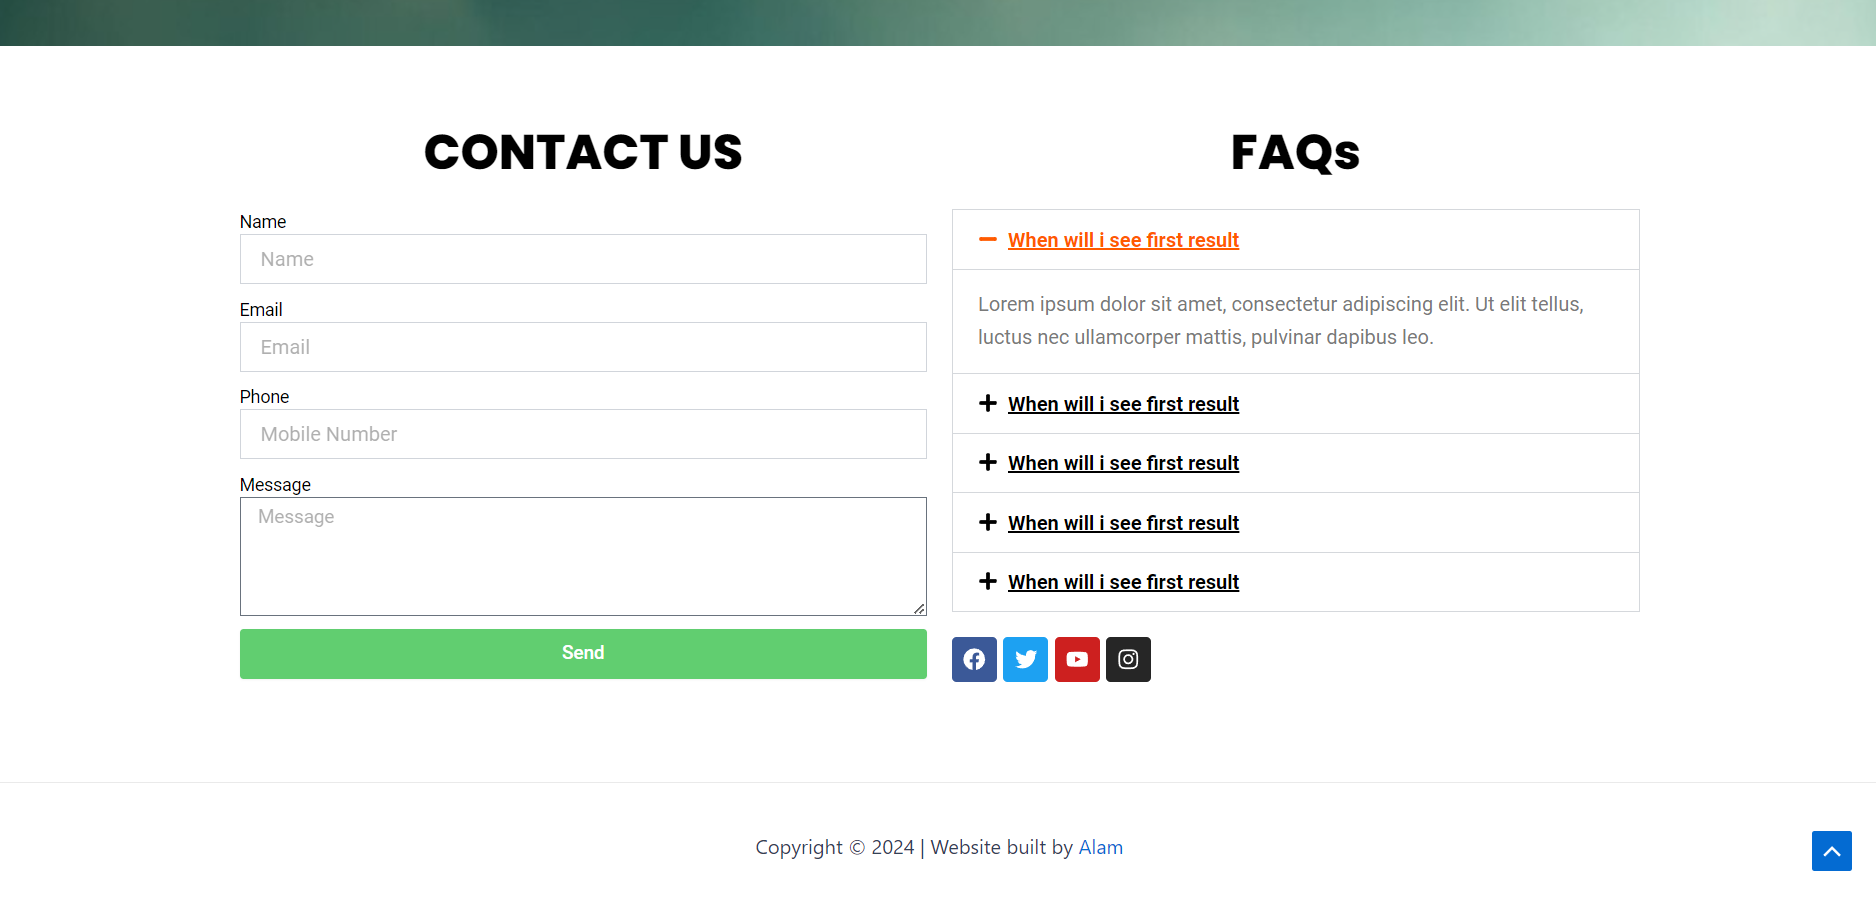 CONTACT US
Name
Name
Email
Email
Phone
Mobile Number
Message
Message
Send
FAQs
When will i see first result
Lorem ipsum dolor sit amet, consectetur adipiscing elit. Ut elit tellus,
luctus nec ullamcorper mattis, pulvinar dapibus leo.
When will i see first result
When will i see first result
When will i see first result
When will i see first result
Copyright © 2024 | Website built by Alam